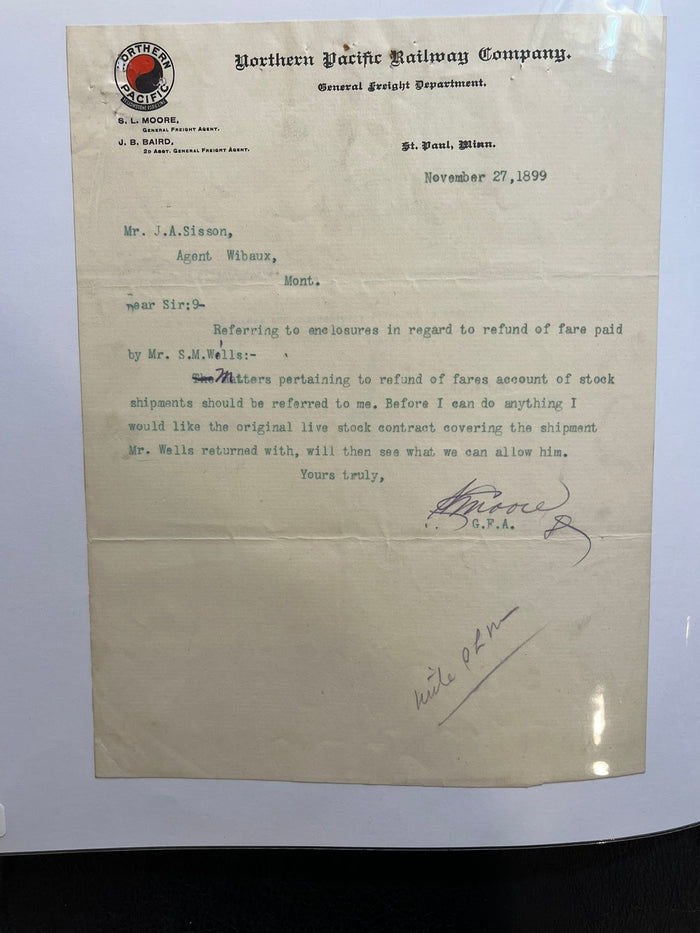 NORTHERN PACIFIC
Northern Pacific Railway Company.
General Freight Department.
S. L. MOORE,
GENERAL FREIGHT AGENT.
J. B. BAIRD,
2D ASST. GENERAL FREIGHT AGENT.
St. Paul, Minn.
November 27,1899
Mr. J.A.Sisson,
Agent Wibaux,
Mont.
Dear Sir:9-
Referring to enclosures in regard to refund of fare paid
by Mr. S.M.Wells:-
The Matters pertaining to refund of fares account of stock
shipments should be referred to me. Before I can do anything I
would like the original live stock contract covering the shipment
Mr. Wells returned with, will then see what we can allow him.
Yours truly,
SLMoore
G.F.A.